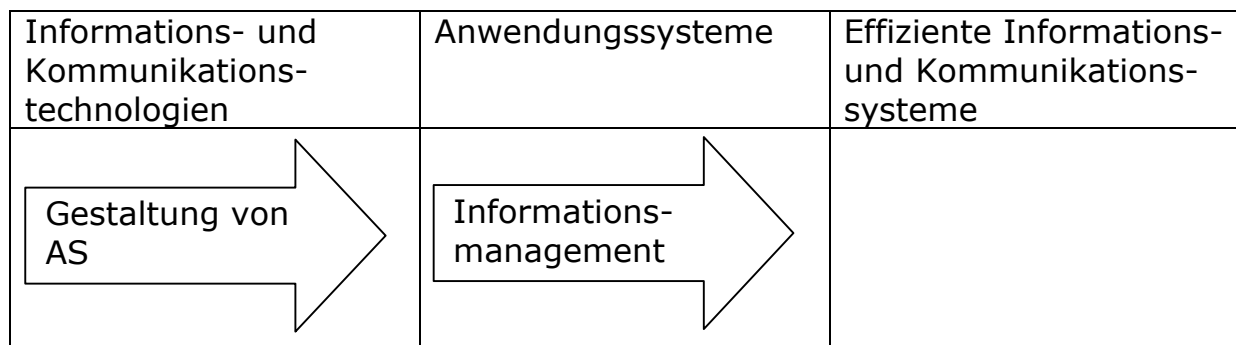 Informations- und
Kommunikations-
technologien
Anwendungssysteme
Effiziente Informations-
und Kommunikations-
systeme
Gestaltung von
AS
Informations-
management